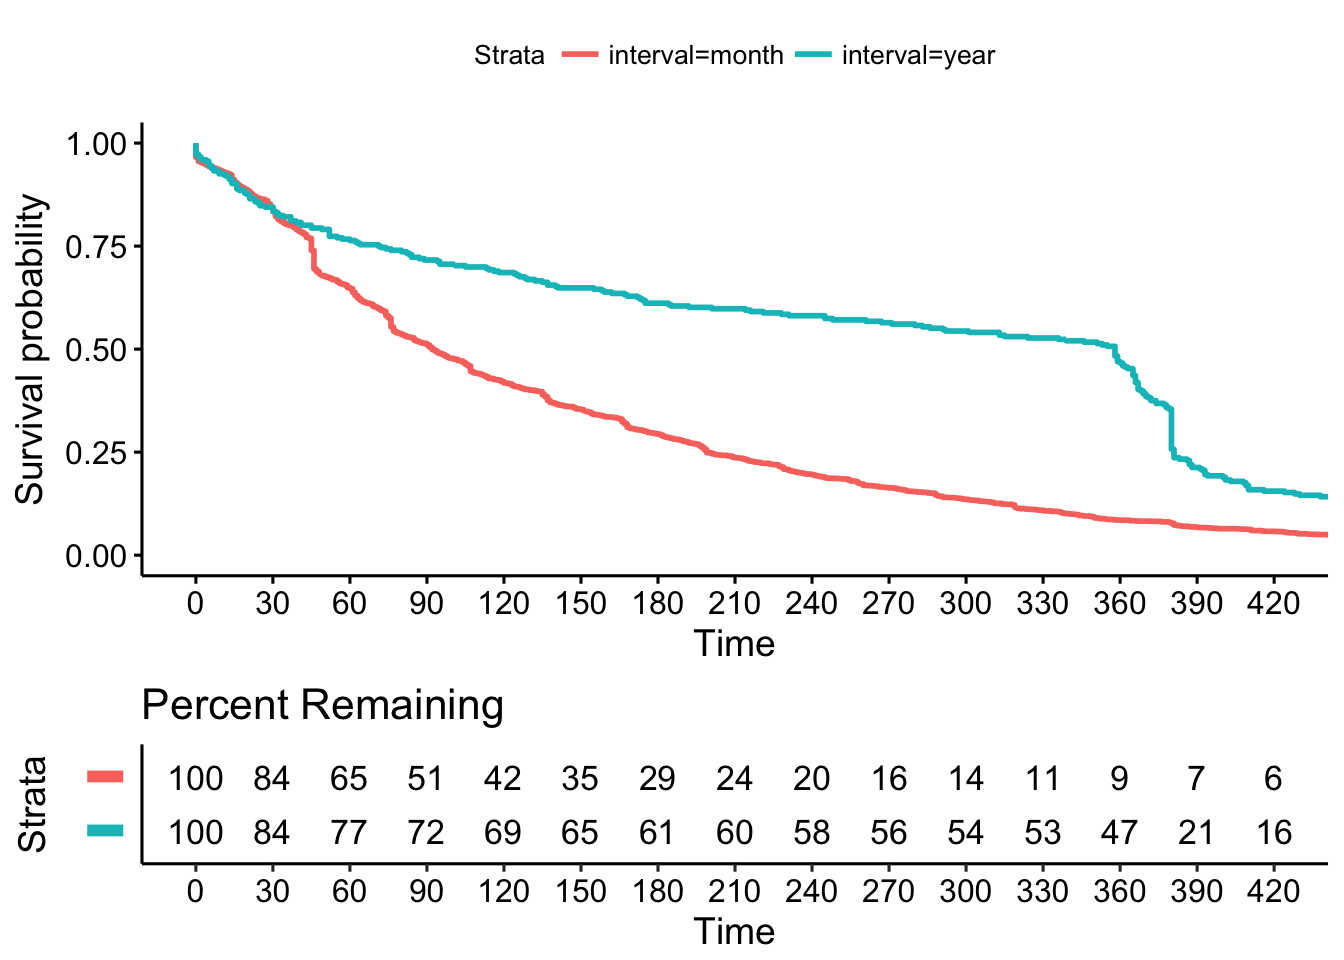 Strata interval=month interval=year
1.00
0.75
0.50
0.25
0.00
Survival probability
0 30 60 90 120 150 180 210 240 270 300 330 360 390 420
Time
Percent Remaining
Strata
100 84 65 51 42 35 29 24 20 16 14 11 9 7 6
100 84 77 72 69 65 61 60 58 56 54 53 47 21 16
0 30 60 90 120 150 180 210 240 270 300 330 360 390 420
Time